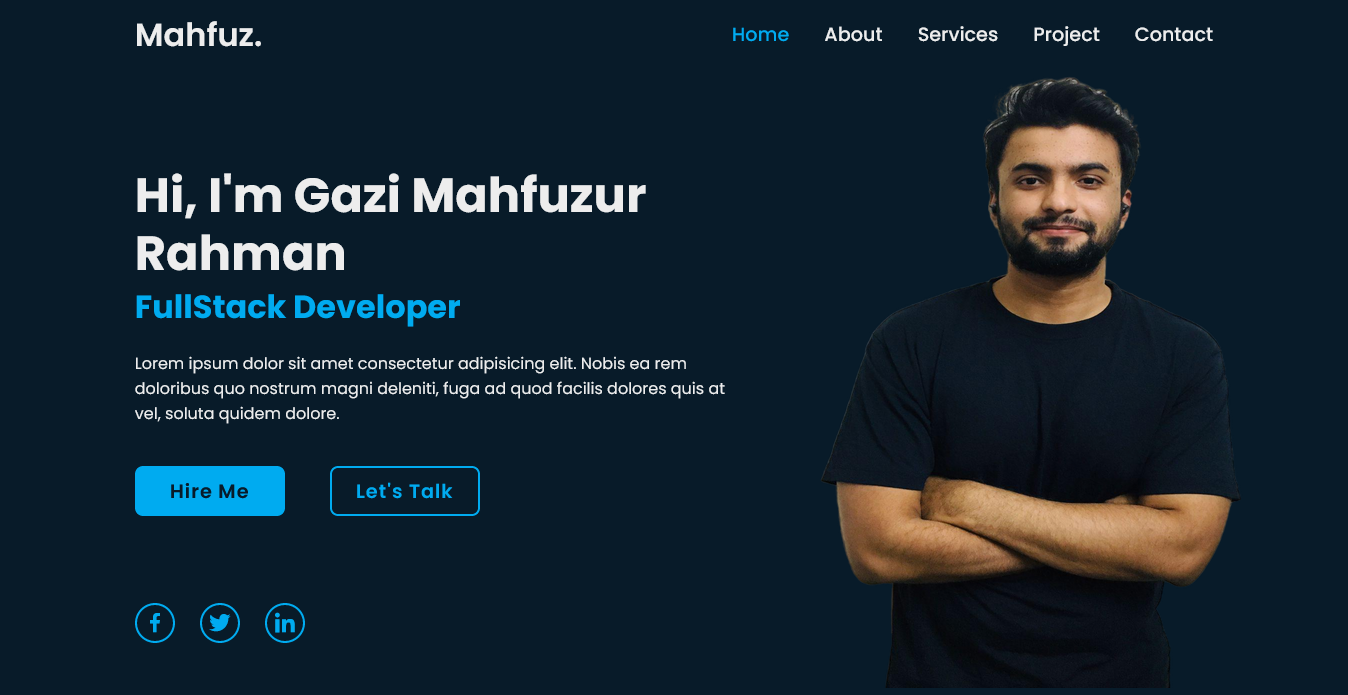 Mahfuz.
Home About Services Project Contact
Hi, I'm Gazi Mahfuzur
Rahman
FullStack Developer
Lorem ipsum dolor sit amet consectetur adipisicing elit. Nobis ea rem
doloribus quo nostrum magni deleniti, fuga ad quod facilis dolores quis at
vel, soluta quidem dolore.
Hire Me Let's Talk